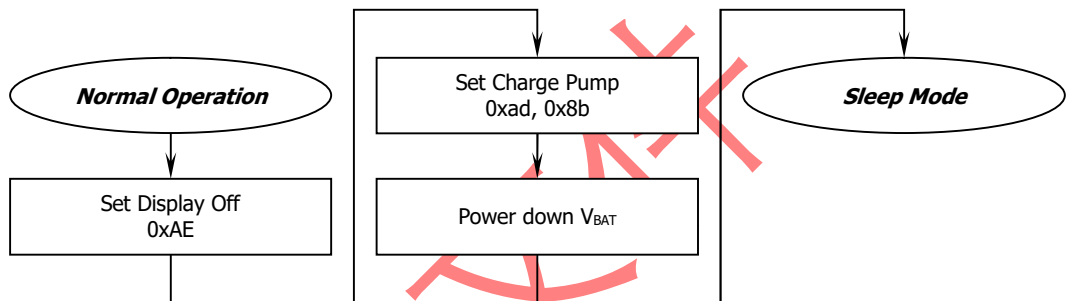 Normal Operation
Set Display Off
0xAE
Set Charge Pump
0xad, 0x8b
Power down VBAT
Sleep Mode